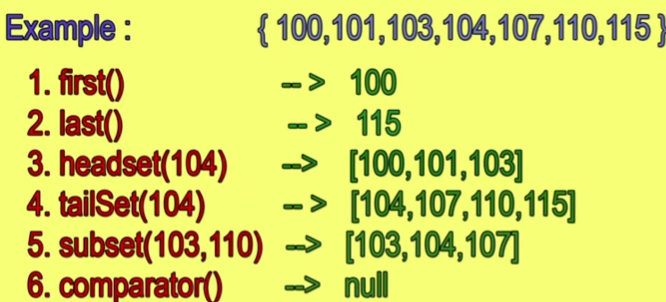 Example : { 100,101,103,104,107,110,115 }
1. first() --> 100
2. last() --> 115
3. headset(104) --> [100,101,103]
4. tailSet(104) --> [104,107,110,115]
5. subset(103,110) --> [103,104,107]
6. comparator() --> null